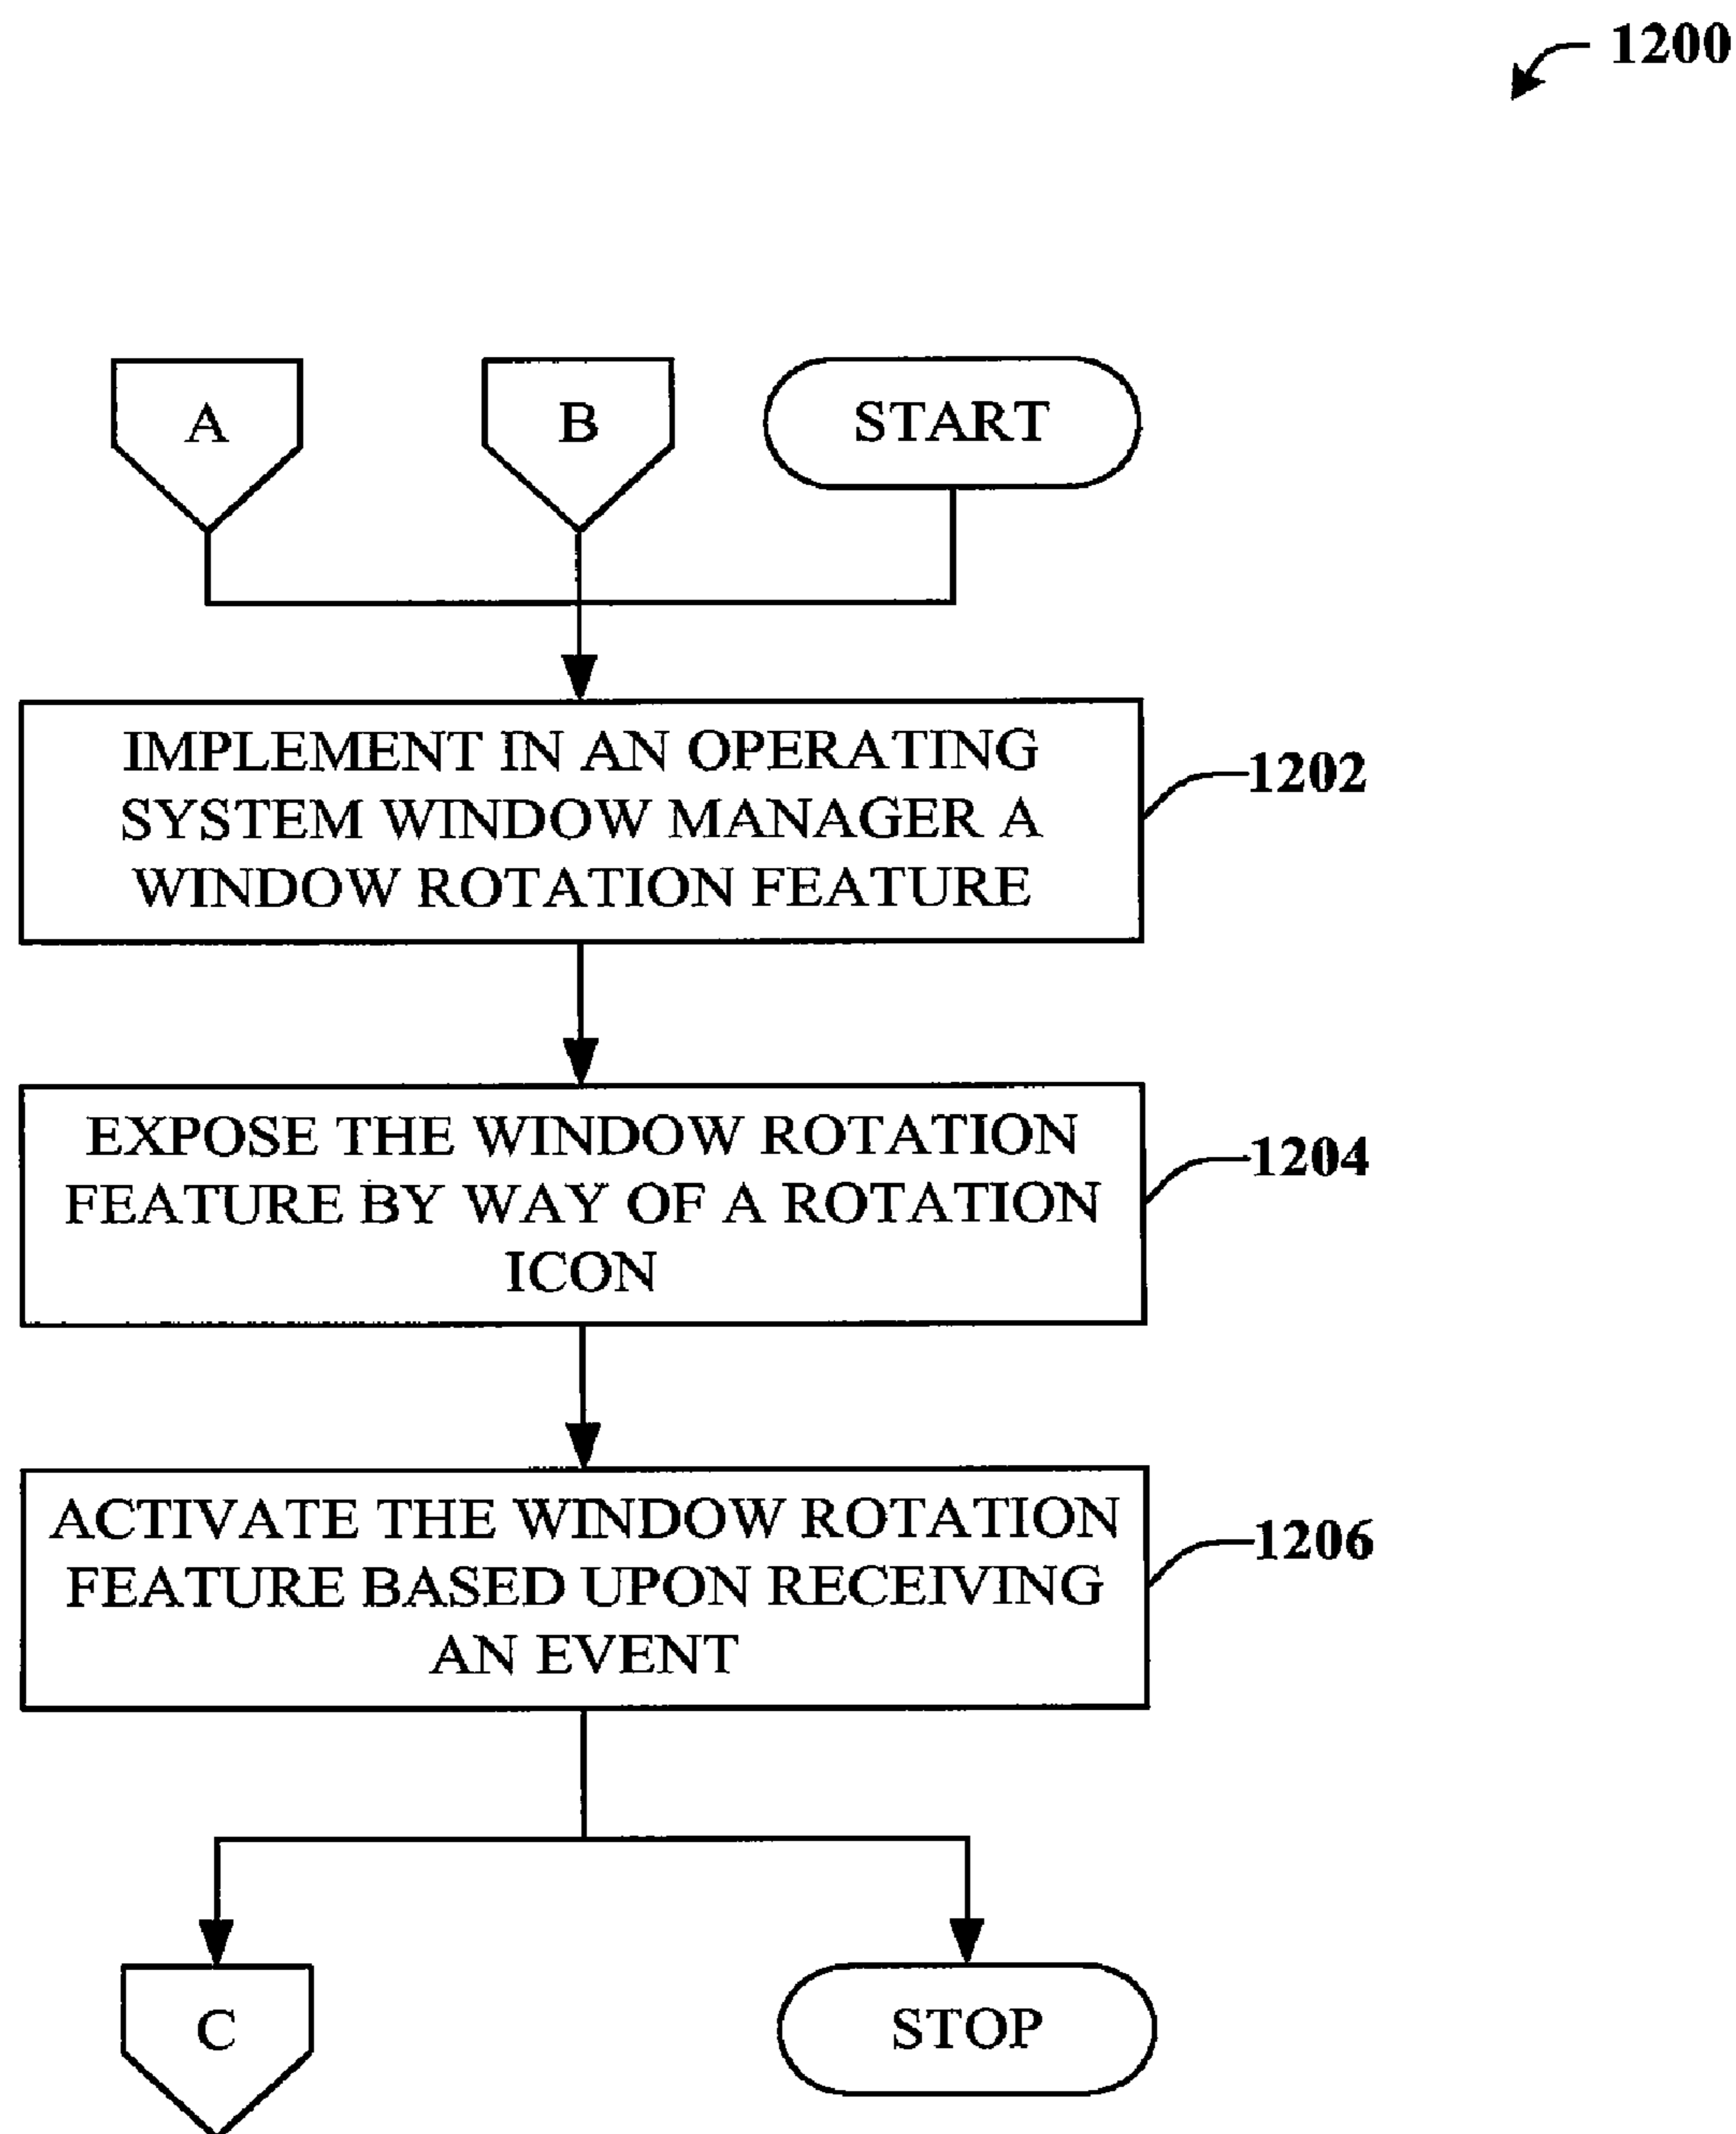 1200
A
B
START
IMPLEMENT IN AN OPERATING
SYSTEM WINDOW MANAGER A
WINDOW ROTATION FEATURE
1202
EXPOSE THE WINDOW ROTATION
FEATURE BY WAY OF A ROTATION
ICON
1204
ACTIVATE THE WINDOW ROTATION
FEATURE BASED UPON RECEIVING
AN EVENT
1206
C
STOP